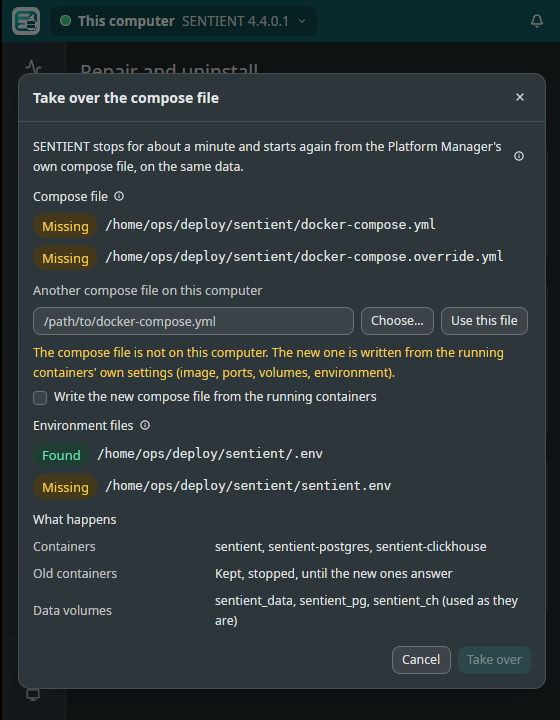 This computer SENTIENT 4.4.0.1
Repair and uninstall
Take over the compose file
SENTIENT stops for about a minute and starts again from the Platform Manager's
own compose file, on the same data.
Compose file
Missing /home/ops/deploy/sentient/docker-compose.yml
Missing /home/ops/deploy/sentient/docker-compose.override.yml
Another compose file on this computer
/path/to/docker-compose.yml Choose... Use this file
The compose file is not on this computer. The new one is written from the running
containers' own settings (image, ports, volumes, environment).
Write the new compose file from the running containers
Environment files
Found /home/ops/deploy/sentient/.env
Missing /home/ops/deploy/sentient/sentient.env
What happens
Containers sentient, sentient-postgres, sentient-clickhouse
Old containers Kept, stopped, until the new ones answer
Data volumes sentient_data, sentient_pg, sentient_ch (used as they
are)
Cancel Take over